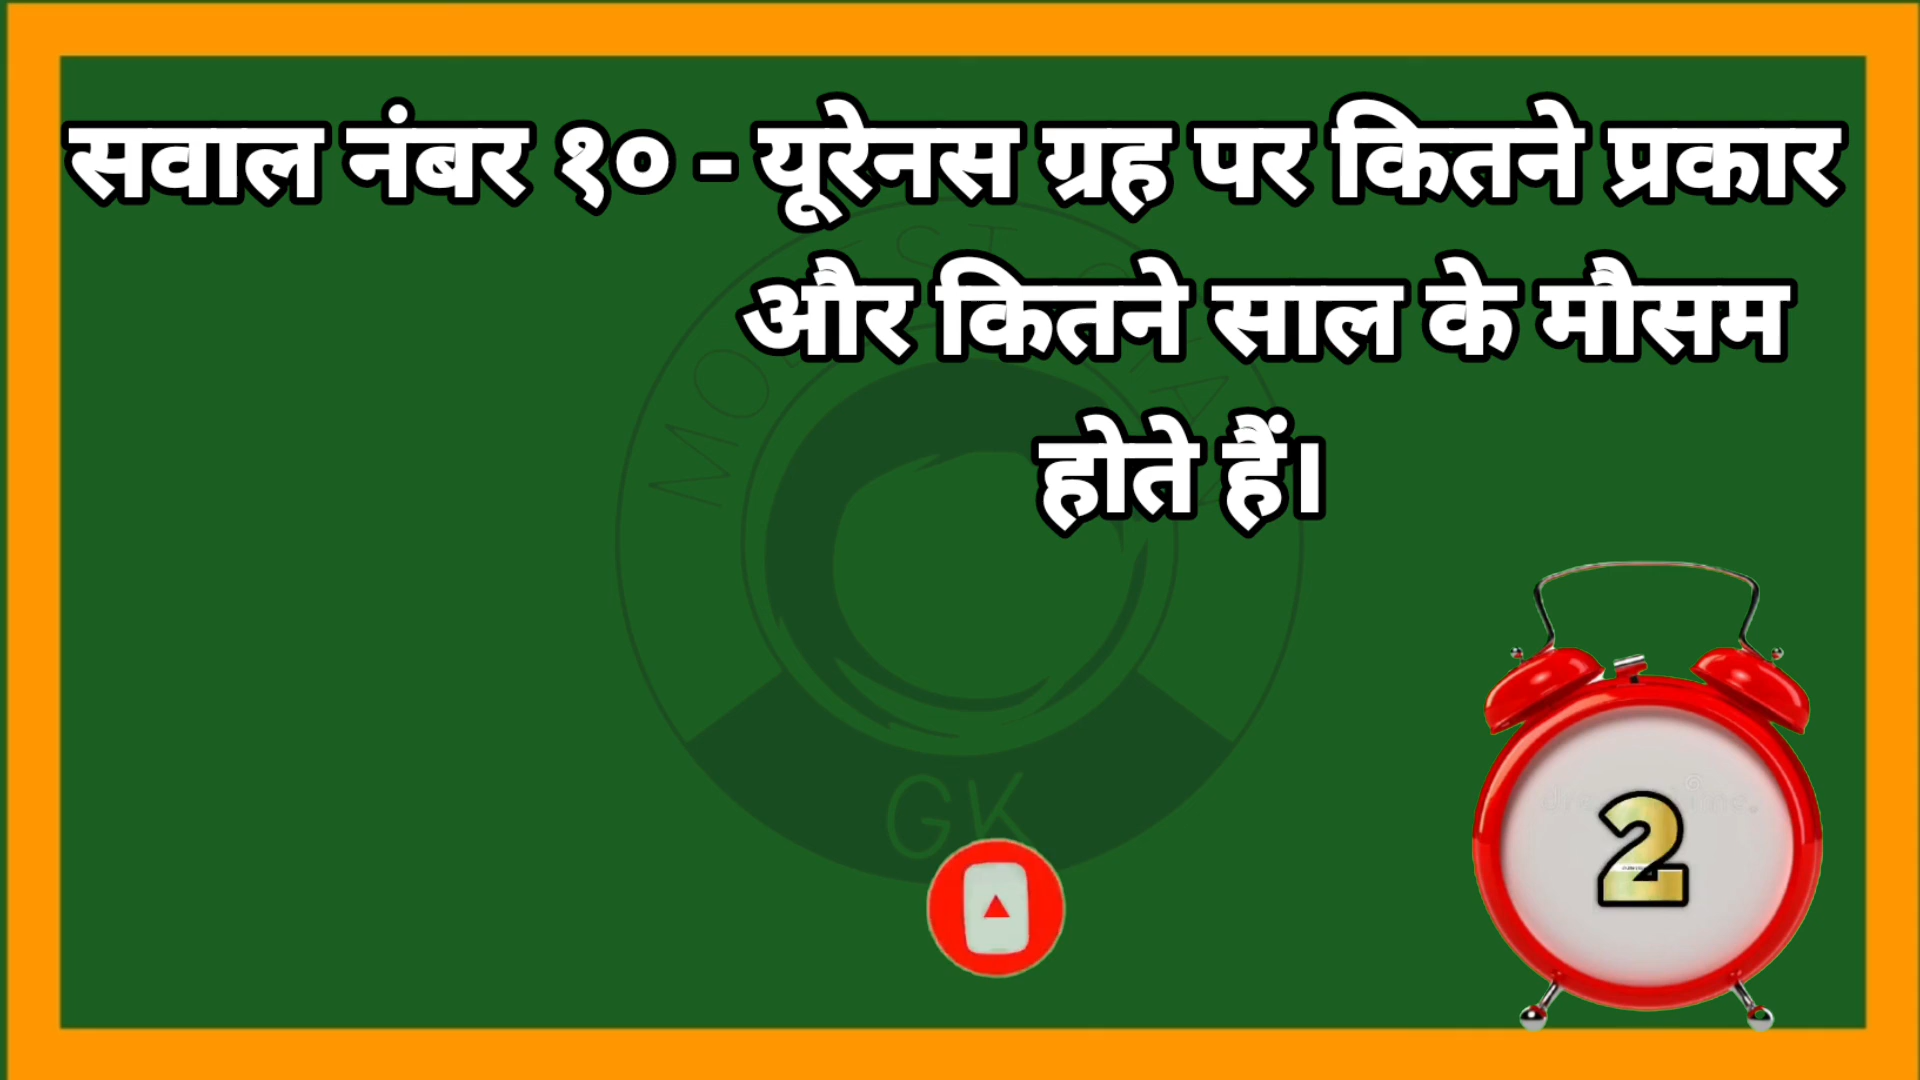 सवाल नंबर १० - यूरेनस ग्रह पर कितने प्रकार
और कितने साल के मौसम
होते हैं।
GK
2